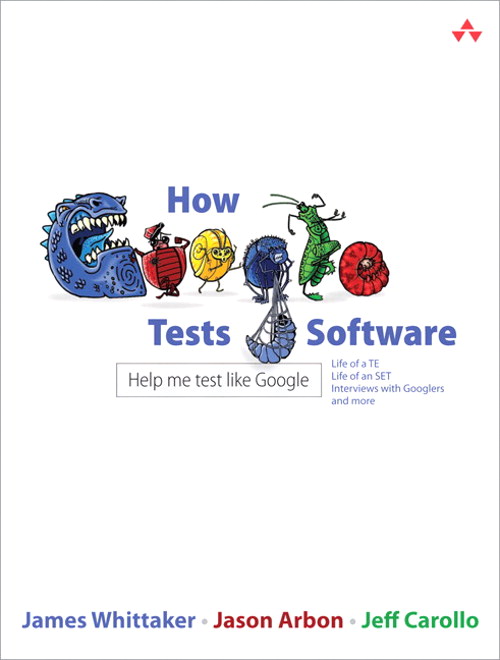 How
Google
Tests Software
Help me test like Google
Life of a TE
Life of an SET
Interviews with Googlers
and more
James Whittaker • Jason Arbon • Jeff Carollo